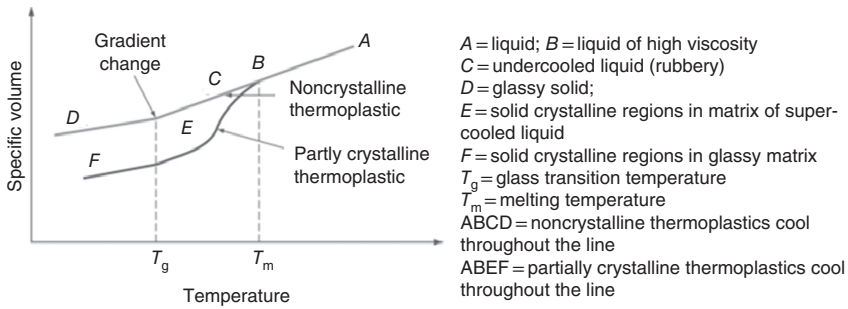 Specific volume
Gradient
change
A
B
C
D
E
F
Noncrystalline
thermoplastic
Partly crystalline
thermoplastic
Tg
Tm
Temperature
A = liquid; B = liquid of high viscosity
C = undercooled liquid (rubbery)
D = glassy solid;
E = solid crystalline regions in matrix of super-
cooled liquid
F = solid crystalline regions in glassy matrix
Tg = glass transition temperature
Tm = melting temperature
ABCD = noncrystalline thermoplastics cool
throughout the line
ABEF = partially crystalline thermoplastics cool
throughout the line